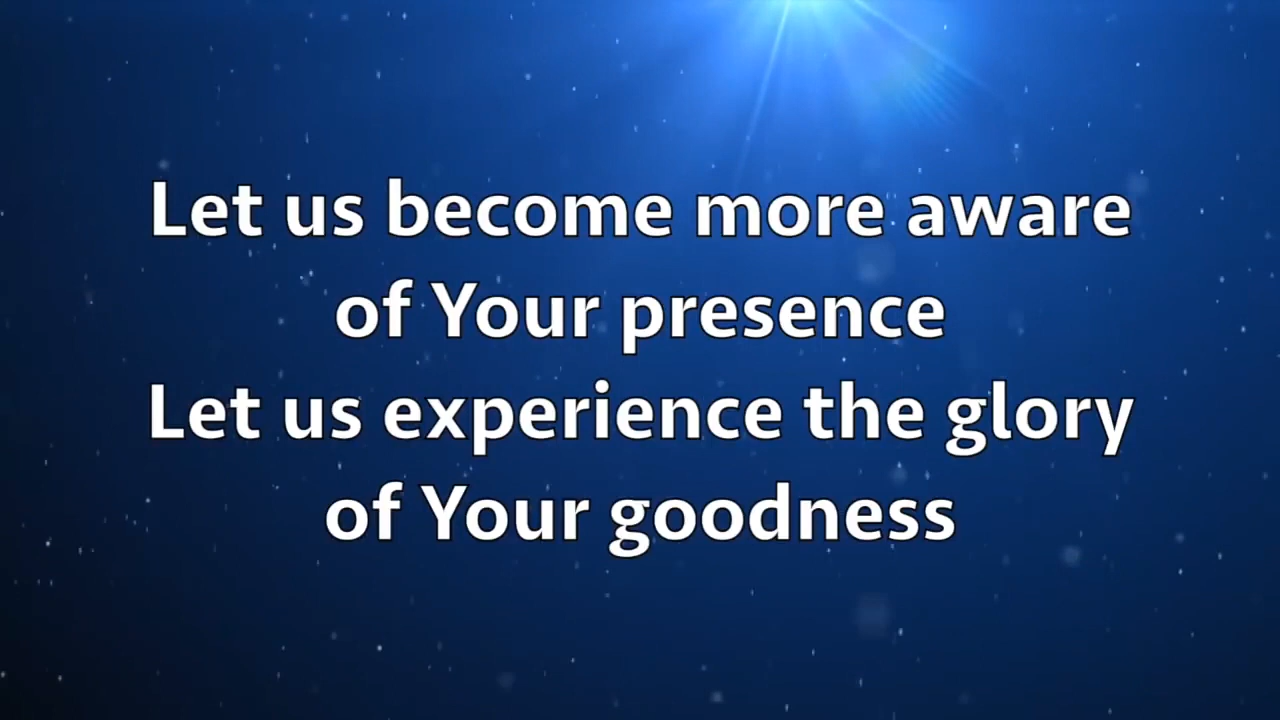 Let us become more aware
of Your presence
Let us experience the glory
of Your goodness